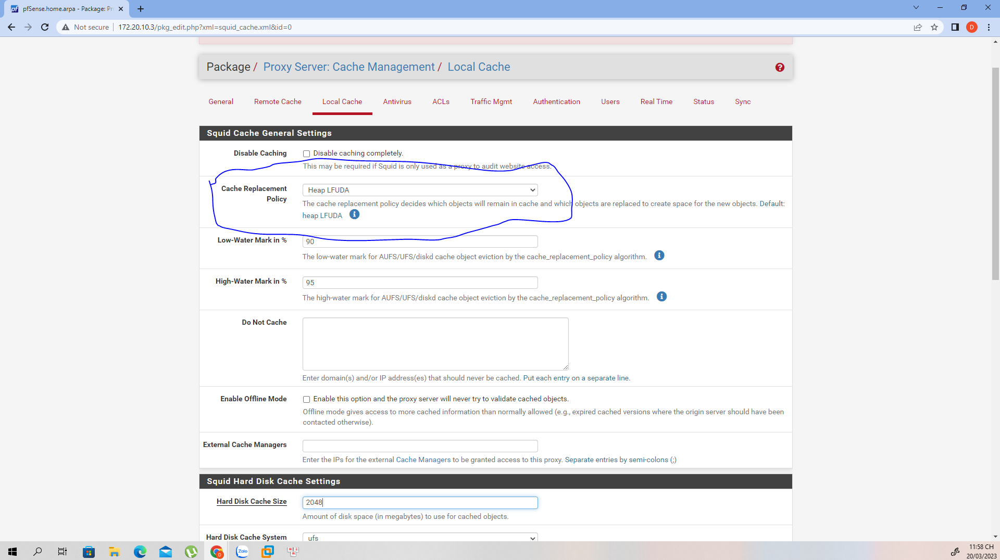 pfSense.home.arpa - Package: Pr
Not secure
172.20.10.3/pkg_edit.php?xml=squid_cache.xml&id=0
D
Package / Proxy Server: Cache Management / Local Cache
General
Remote Cache
Local Cache
Antivirus
ACLs
Traffic Mgmt
Authentication
Users
Real Time
Status
Sync
Squid Cache General Settings
Disable Caching
Disable caching completely.
This may be required if Squid is only used as a proxy to audit website access.
Cache Replacement
Policy
Heap LFUDA
The cache replacement policy decides which objects will remain in cache and which objects are replaced to create space for the new objects. Default:
heap LFUDA
Low-Water Mark in %
90
The low-water mark for AUFS/UFS/diskd cache object eviction by the cache_replacement_policy algorithm.
High-Water Mark in %
95
The high-water mark for AUFS/UFS/diskd cache object eviction by the cache_replacement_policy algorithm.
Do Not Cache
Enter domain(s) and/or IP address(es) that should never be cached. Put each entry on a separate line.
Enable Offline Mode
Enable this option and the proxy server will never try to validate cached objects.
Offline mode gives access to more cached information than normally allowed (e.g., expired cached versions where the origin server should have been
contacted otherwise).
External Cache Managers
Enter the IPs for the external Cache Managers to be granted access to this proxy. Separate entries by semi-colons (;)
Squid Hard Disk Cache Settings
Hard Disk Cache Size
2048
Amount of disk space (in megabytes) to use for cached objects.
Hard Disk Cache System
ufs
D
Zalo
11:58 CH
20/03/2023